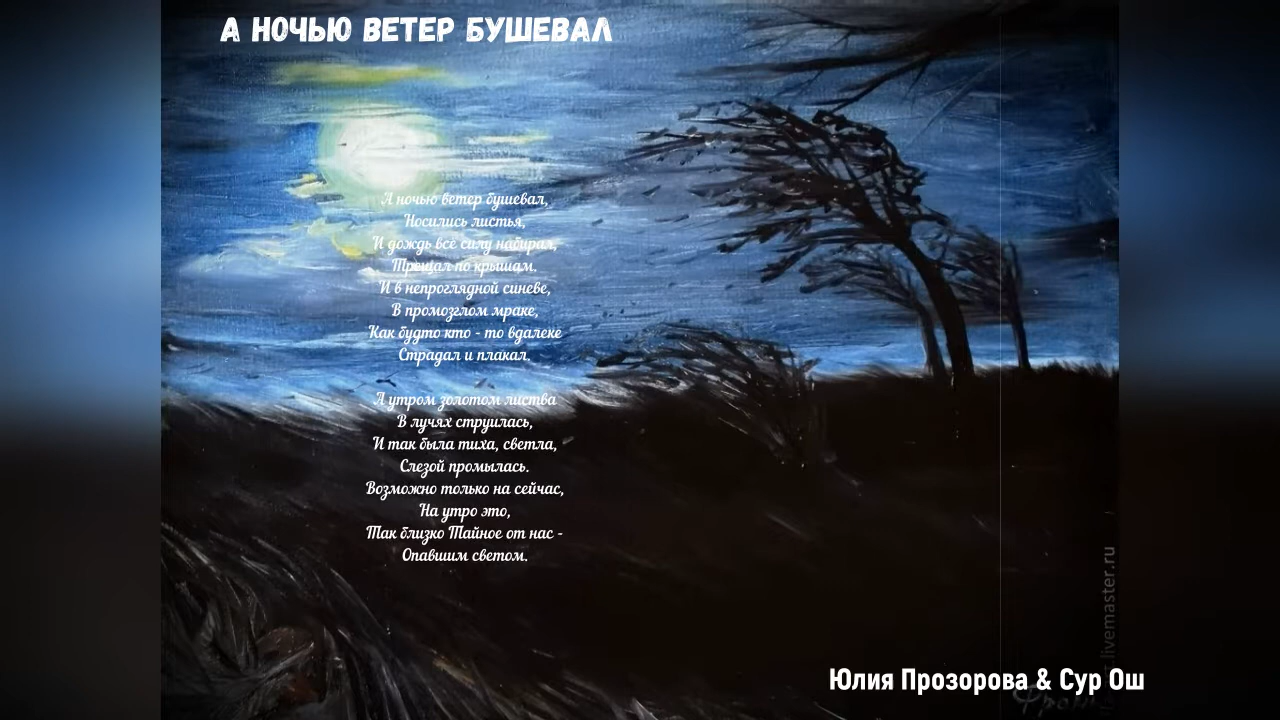 А НОЧЬЮ ВЕТЕР БУШЕВАЛ
А ночью ветер бушевал,
Носились листья,
И дождь всё силу набирал,
Трещал по крышам.
И в непроглядной синеве,
В промозглом мраке,
Как будто кто - то вдалеке
Страдал и плакал.
А утром золотом листва
В лучах струилась,
И так была тиха, светла,
Слезой промылась.
Возможно только на сейчас,
На утро это,
Так близко Тайное от нас -
Опавшим светом.
livemaster.ru
Юлия Прозорова & Сур Ош